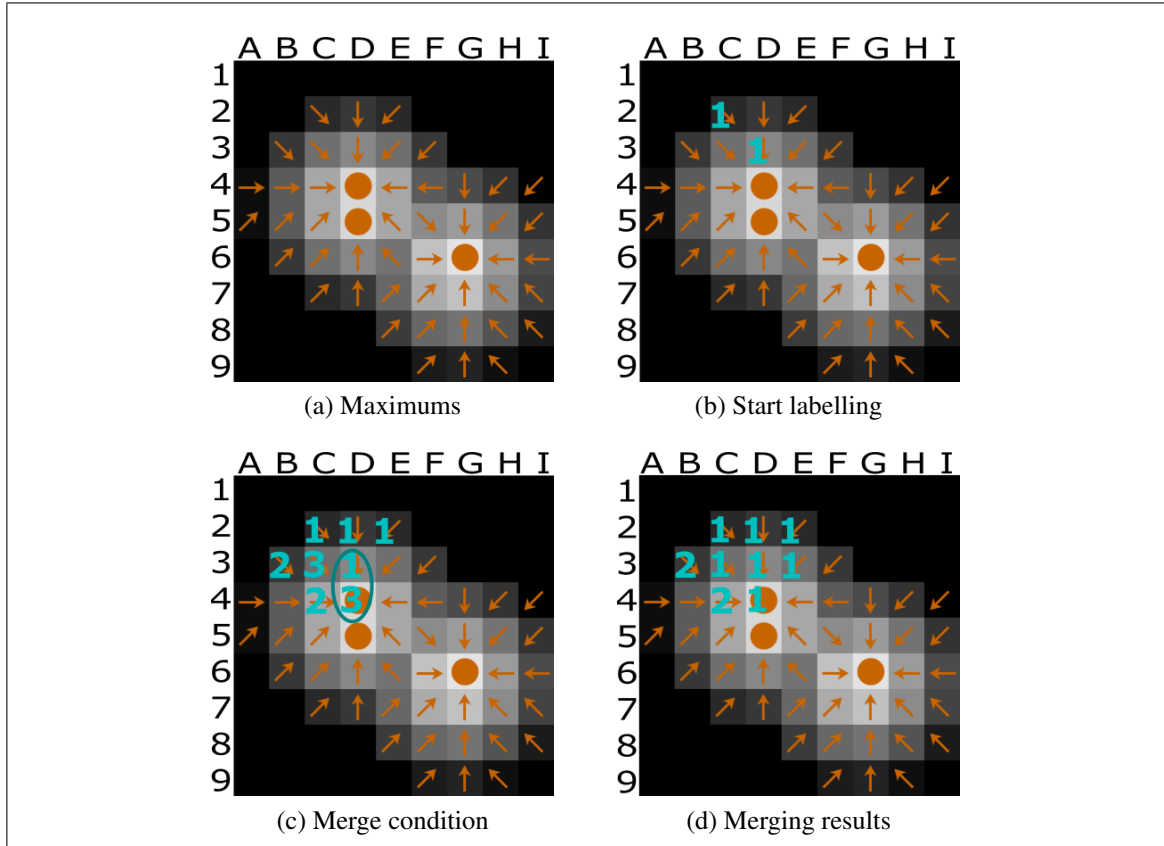 A B C D E F G H I
A B C D E F G H I
1
1
2
2 1
3
3 1
4
4
5
5
6
6
7
7
8
8
9
9
(a) Maximums
(b) Start labelling
A B C D E F G H I
A B C D E F G H I
1
1
2 1 1 1
2 1 1 1
3 2 3 1
3 2 1 1 1
4 2 3
4 2 1
5
5
6
6
7
7
8
8
9
9
(c) Merge condition
(d) Merging results